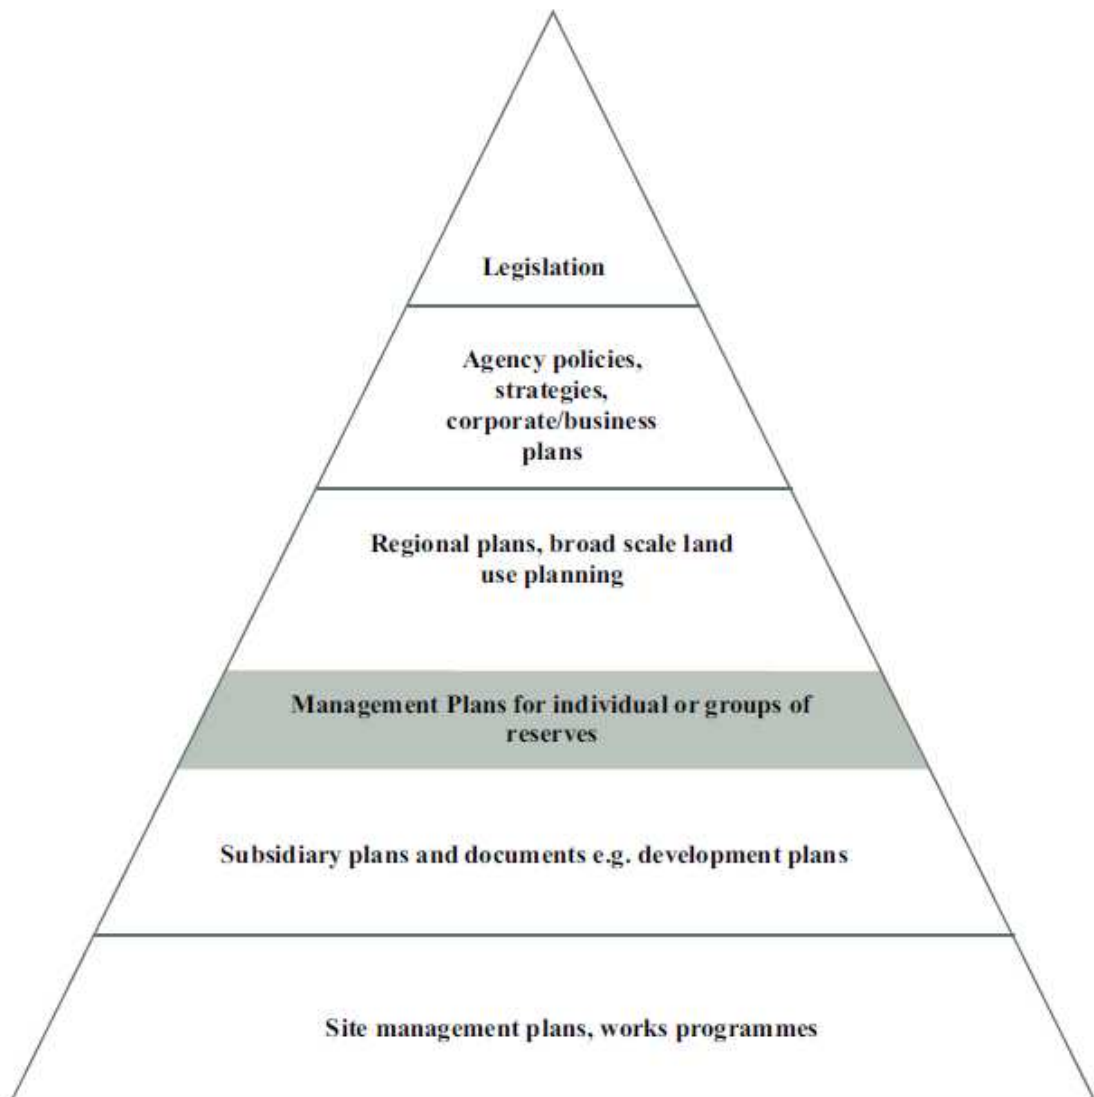 Legislation
Agency policies,
strategies,
corporate/business
plans
Regional plans, broad scale land
use planning
Management Plans for individual or groups of
reserves
Subsidiary plans and documents e.g. development plans
Site management plans, works programmes